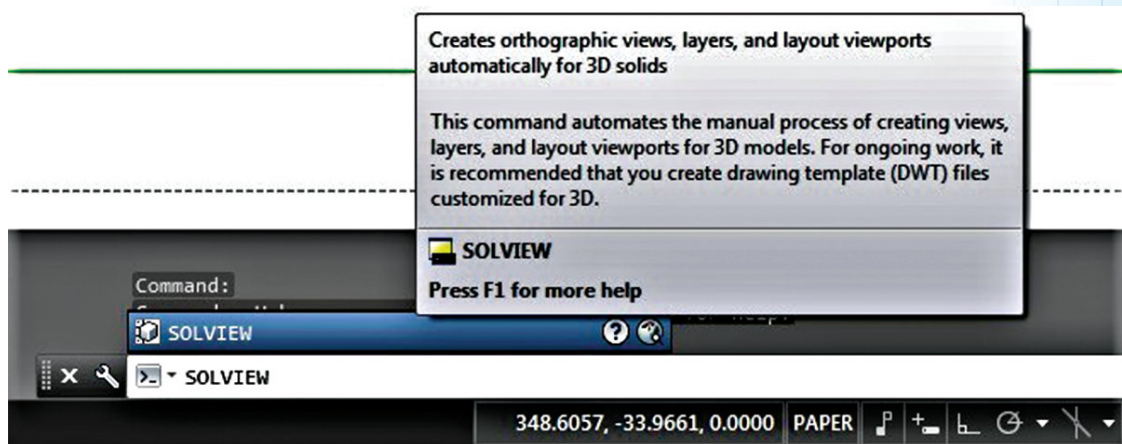 Creates orthographic views, layers, and layout viewports
automatically for 3D solids
This command automates the manual process of creating views,
layers, and layout viewports for 3D models. For ongoing work, it
is recommended that you create drawing template (DWT) files
customized for 3D.
SOLVIEW
Press F1 for more help
Command:
SOLVIEW
SOLVIEW
348.6057, -33.9661, 0.0000 PAPER